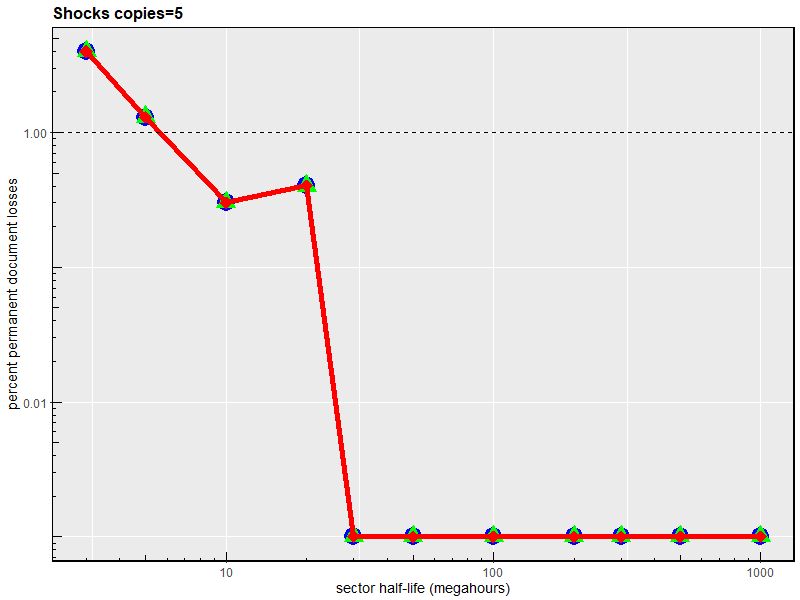 Shocks copies=5
percent permanent document losses
1.00
0.01
10
100
1000
sector half-life (megahours)